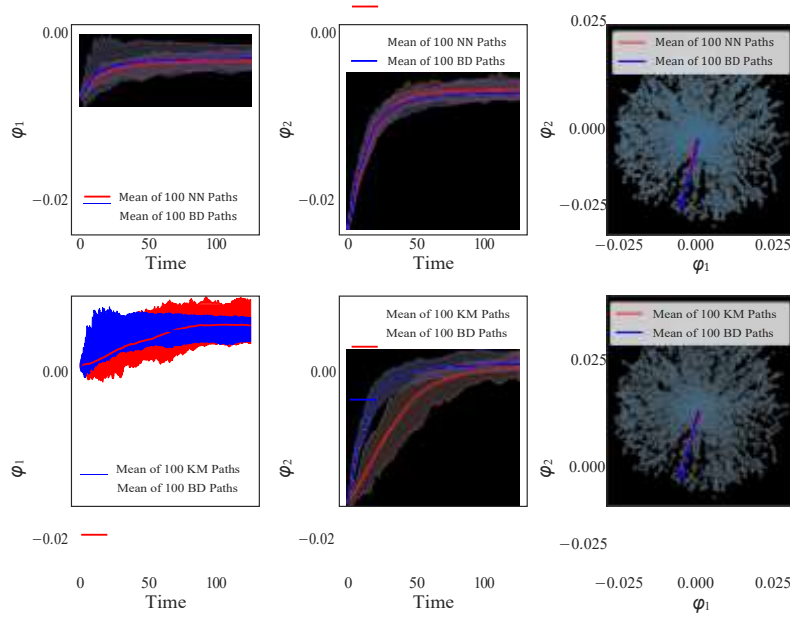 0.00
−0.02
φ1
Mean of 100 NN Paths
Mean of 100 BD Paths
0 50 100
Time
0.00
−0.02
φ2
Mean of 100 NN Paths
Mean of 100 BD Paths
0 50 100
Time
0.025
0.000
−0.025
φ2
Mean of 100 NN Paths
Mean of 100 BD Paths
−0.025 0.000 0.025
φ1
0.00
−0.02
φ1
Mean of 100 KM Paths
Mean of 100 BD Paths
0 50 100
Time
0.00
−0.02
φ2
Mean of 100 KM Paths
Mean of 100 BD Paths
0 50 100
Time
0.025
0.000
−0.025
φ2
Mean of 100 KM Paths
Mean of 100 BD Paths
−0.025 0.000 0.025
φ1